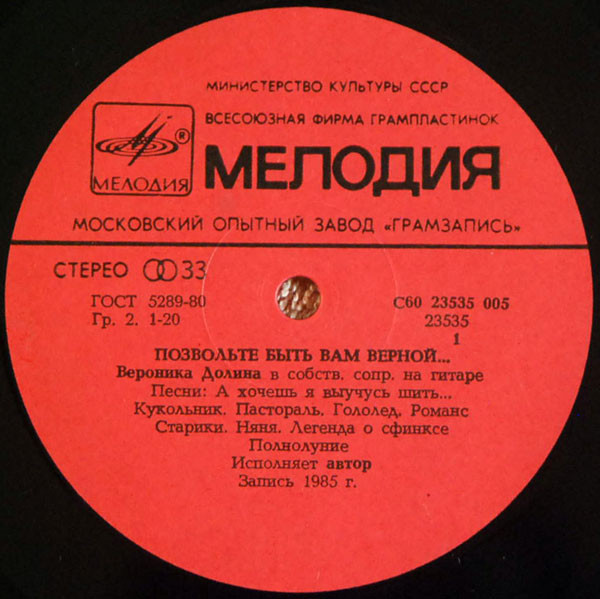 МИНИСТЕРСТВО КУЛЬТУРЫ СССР
ВСЕСОЮЗНАЯ ФИРМА ГРАМПЛАСТИНОК
® МЕЛОДИЯ
МЕЛОДИЯ
МОСКОВСКИЙ ОПЫТНЫЙ ЗАВОД «ГРАМЗАПИСЬ»
СТЕРЕО 33
ГОСТ 5289-80 С60 23535 005
Гр. 2. 1-20 23535
1
ПОЗВОЛЬТЕ БЫТЬ ВАМ ВЕРНОЙ...
Вероника Долина в собств. сопр. на гитаре
Песни: А хочешь я выучусь шить...
Кукольник. Пастораль. Гололед. Романс
Старики. Няня. Легенда о сфинксе
Полнолуние
Исполняет автор
Запись 1985 г.